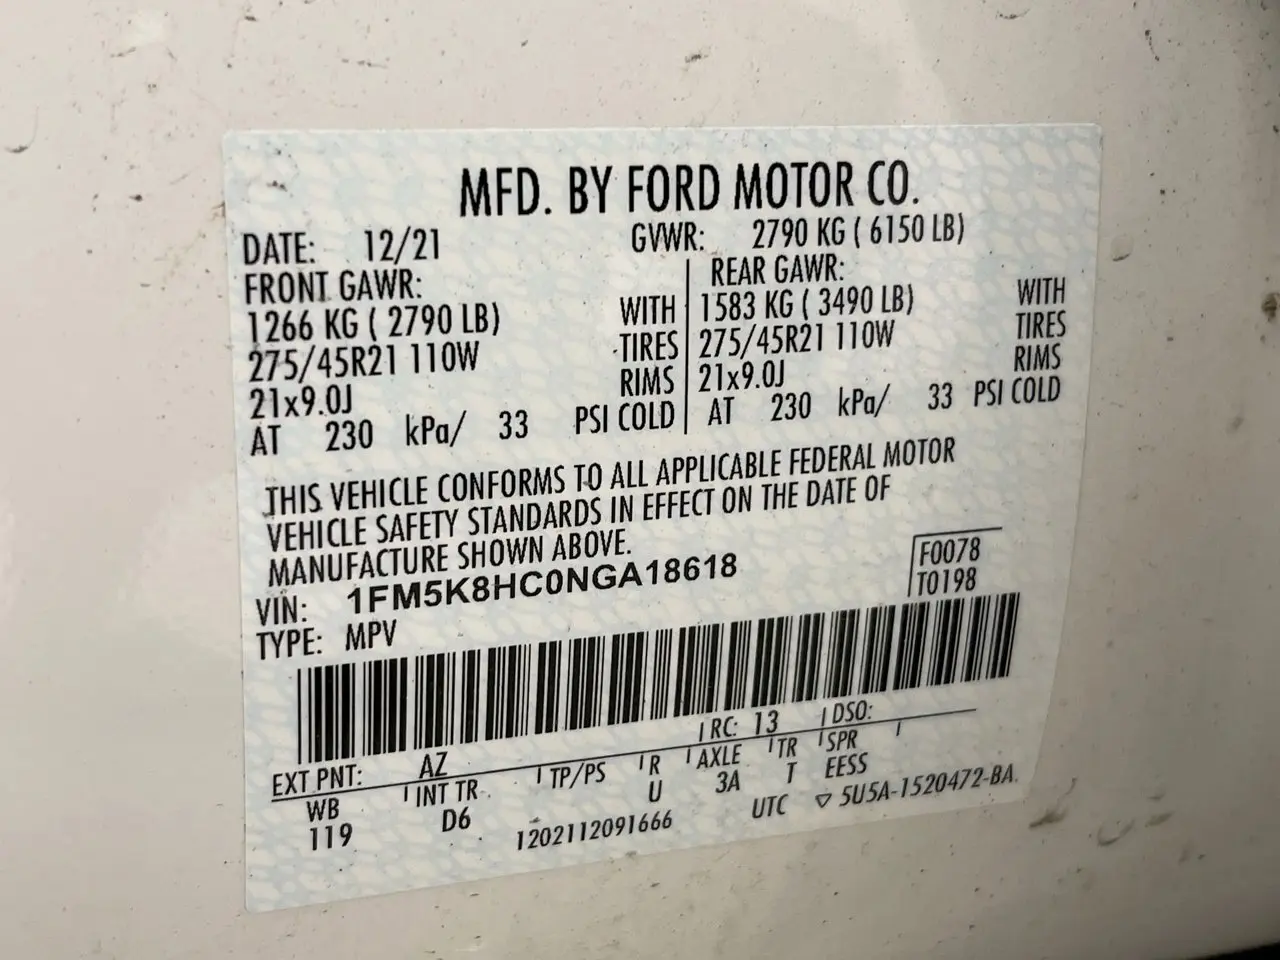 MFD. BY FORD MOTOR CO.
DATE: 12/21 GVWR: 2790 KG ( 6150 LB)
FRONT GAWR: REAR GAWR:
1266 KG ( 2790 LB) WITH 1583 KG ( 3490 LB) WITH
275/45R21 110W TIRES 275/45R21 110W TIRES
21x9.0J RIMS 21x9.0J RIMS
AT 230 kPa/ 33 PSI COLD AT 230 kPa/ 33 PSI COLD
THIS VEHICLE CONFORMS TO ALL APPLICABLE FEDERAL MOTOR
VEHICLE SAFETY STANDARDS IN EFFECT ON THE DATE OF
MANUFACTURE SHOWN ABOVE.
VIN: 1FM5K8HC0NGA18618 F0078
TYPE: MPV T0198
EXT PNT: AZ RC: 13 DSO:
WB INT TR TP/PS R AXLE TR SPR
119 D6 U 3A T EESS
1202112091666 UTC ▽ 5U5A-1520472-BA